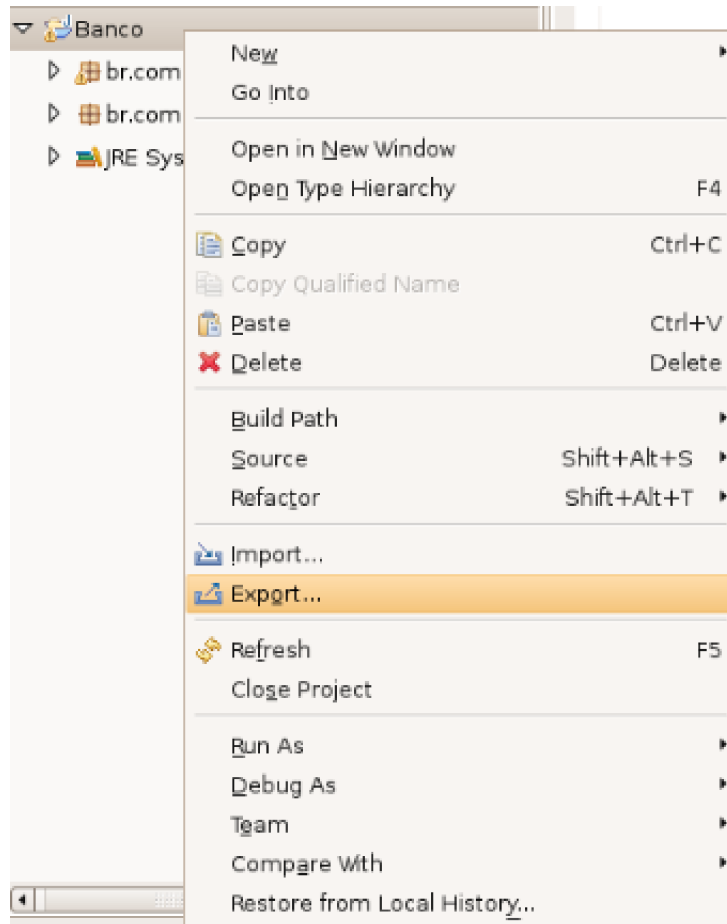 Banco
br.com
br.com
JRE Sys
New
Go Into
Open in New Window
Open Type Hierarchy F4
Copy Ctrl+C
Copy Qualified Name
Paste Ctrl+V
Delete Delete
Build Path
Source Shift+Alt+S
Refactor Shift+Alt+T
Import...
Export...
Refresh F5
Close Project
Run As
Debug As
Team
Compare With
Restore from Local History...